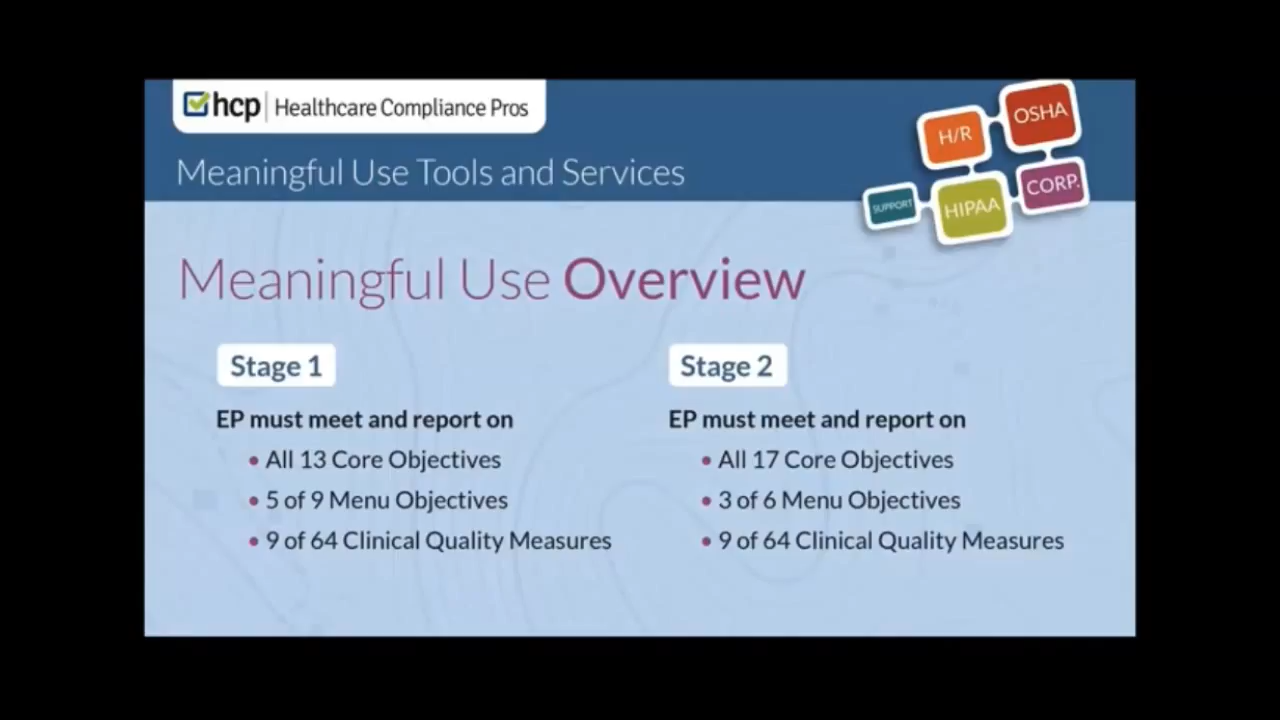 hcp | Healthcare Compliance Pros
Meaningful Use Tools and Services
H/R
OSHA
SUPPORT
HIPAA
CORP.
Meaningful Use Overview
Stage 1
EP must meet and report on
• All 13 Core Objectives
• 5 of 9 Menu Objectives
• 9 of 64 Clinical Quality Measures
Stage 2
EP must meet and report on
• All 17 Core Objectives
• 3 of 6 Menu Objectives
• 9 of 64 Clinical Quality Measures